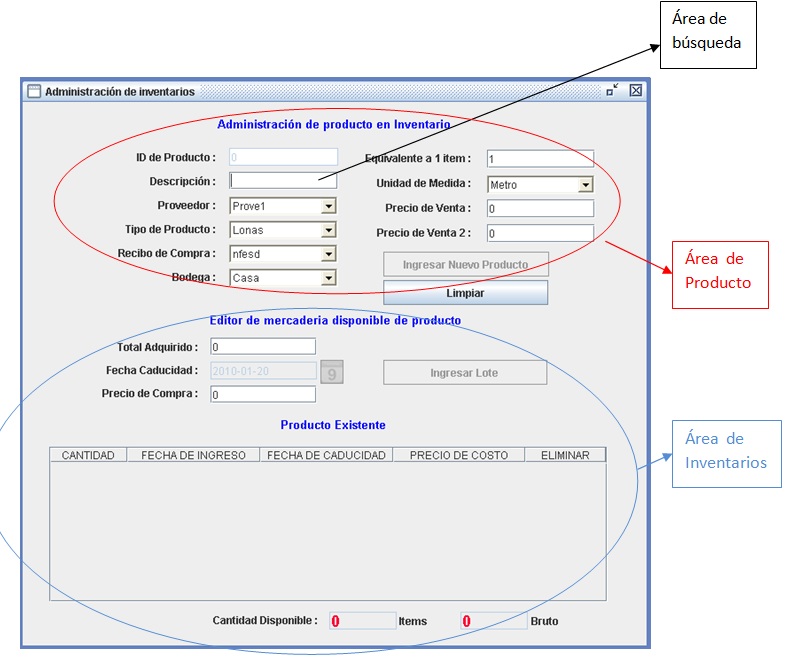 Área de
búsqueda
Administración de inventarios
Administración de producto en Inventario
ID de Producto : 0
Equivalente a 1 item : 1
Descripción :
Unidad de Medida : Metro
Proveedor : Prove1
Precio de Venta : 0
Tipo de Producto : Lonas
Precio de Venta 2 : 0
Recibo de Compra : nfesd
Ingresar Nuevo Producto
Bodega : Casa
Limpiar
Área de
Producto
Editor de mercaderia disponible de producto
Total Adquirido : 0
Fecha Caducidad : 2010-01-20 9
Ingresar Lote
Precio de Compra : 0
Producto Existente
CANTIDAD FECHA DE INGRESO FECHA DE CADUCIDAD PRECIO DE COSTO ELIMINAR
Área de
Inventarios
Cantidad Disponible : 0 Items 0 Bruto